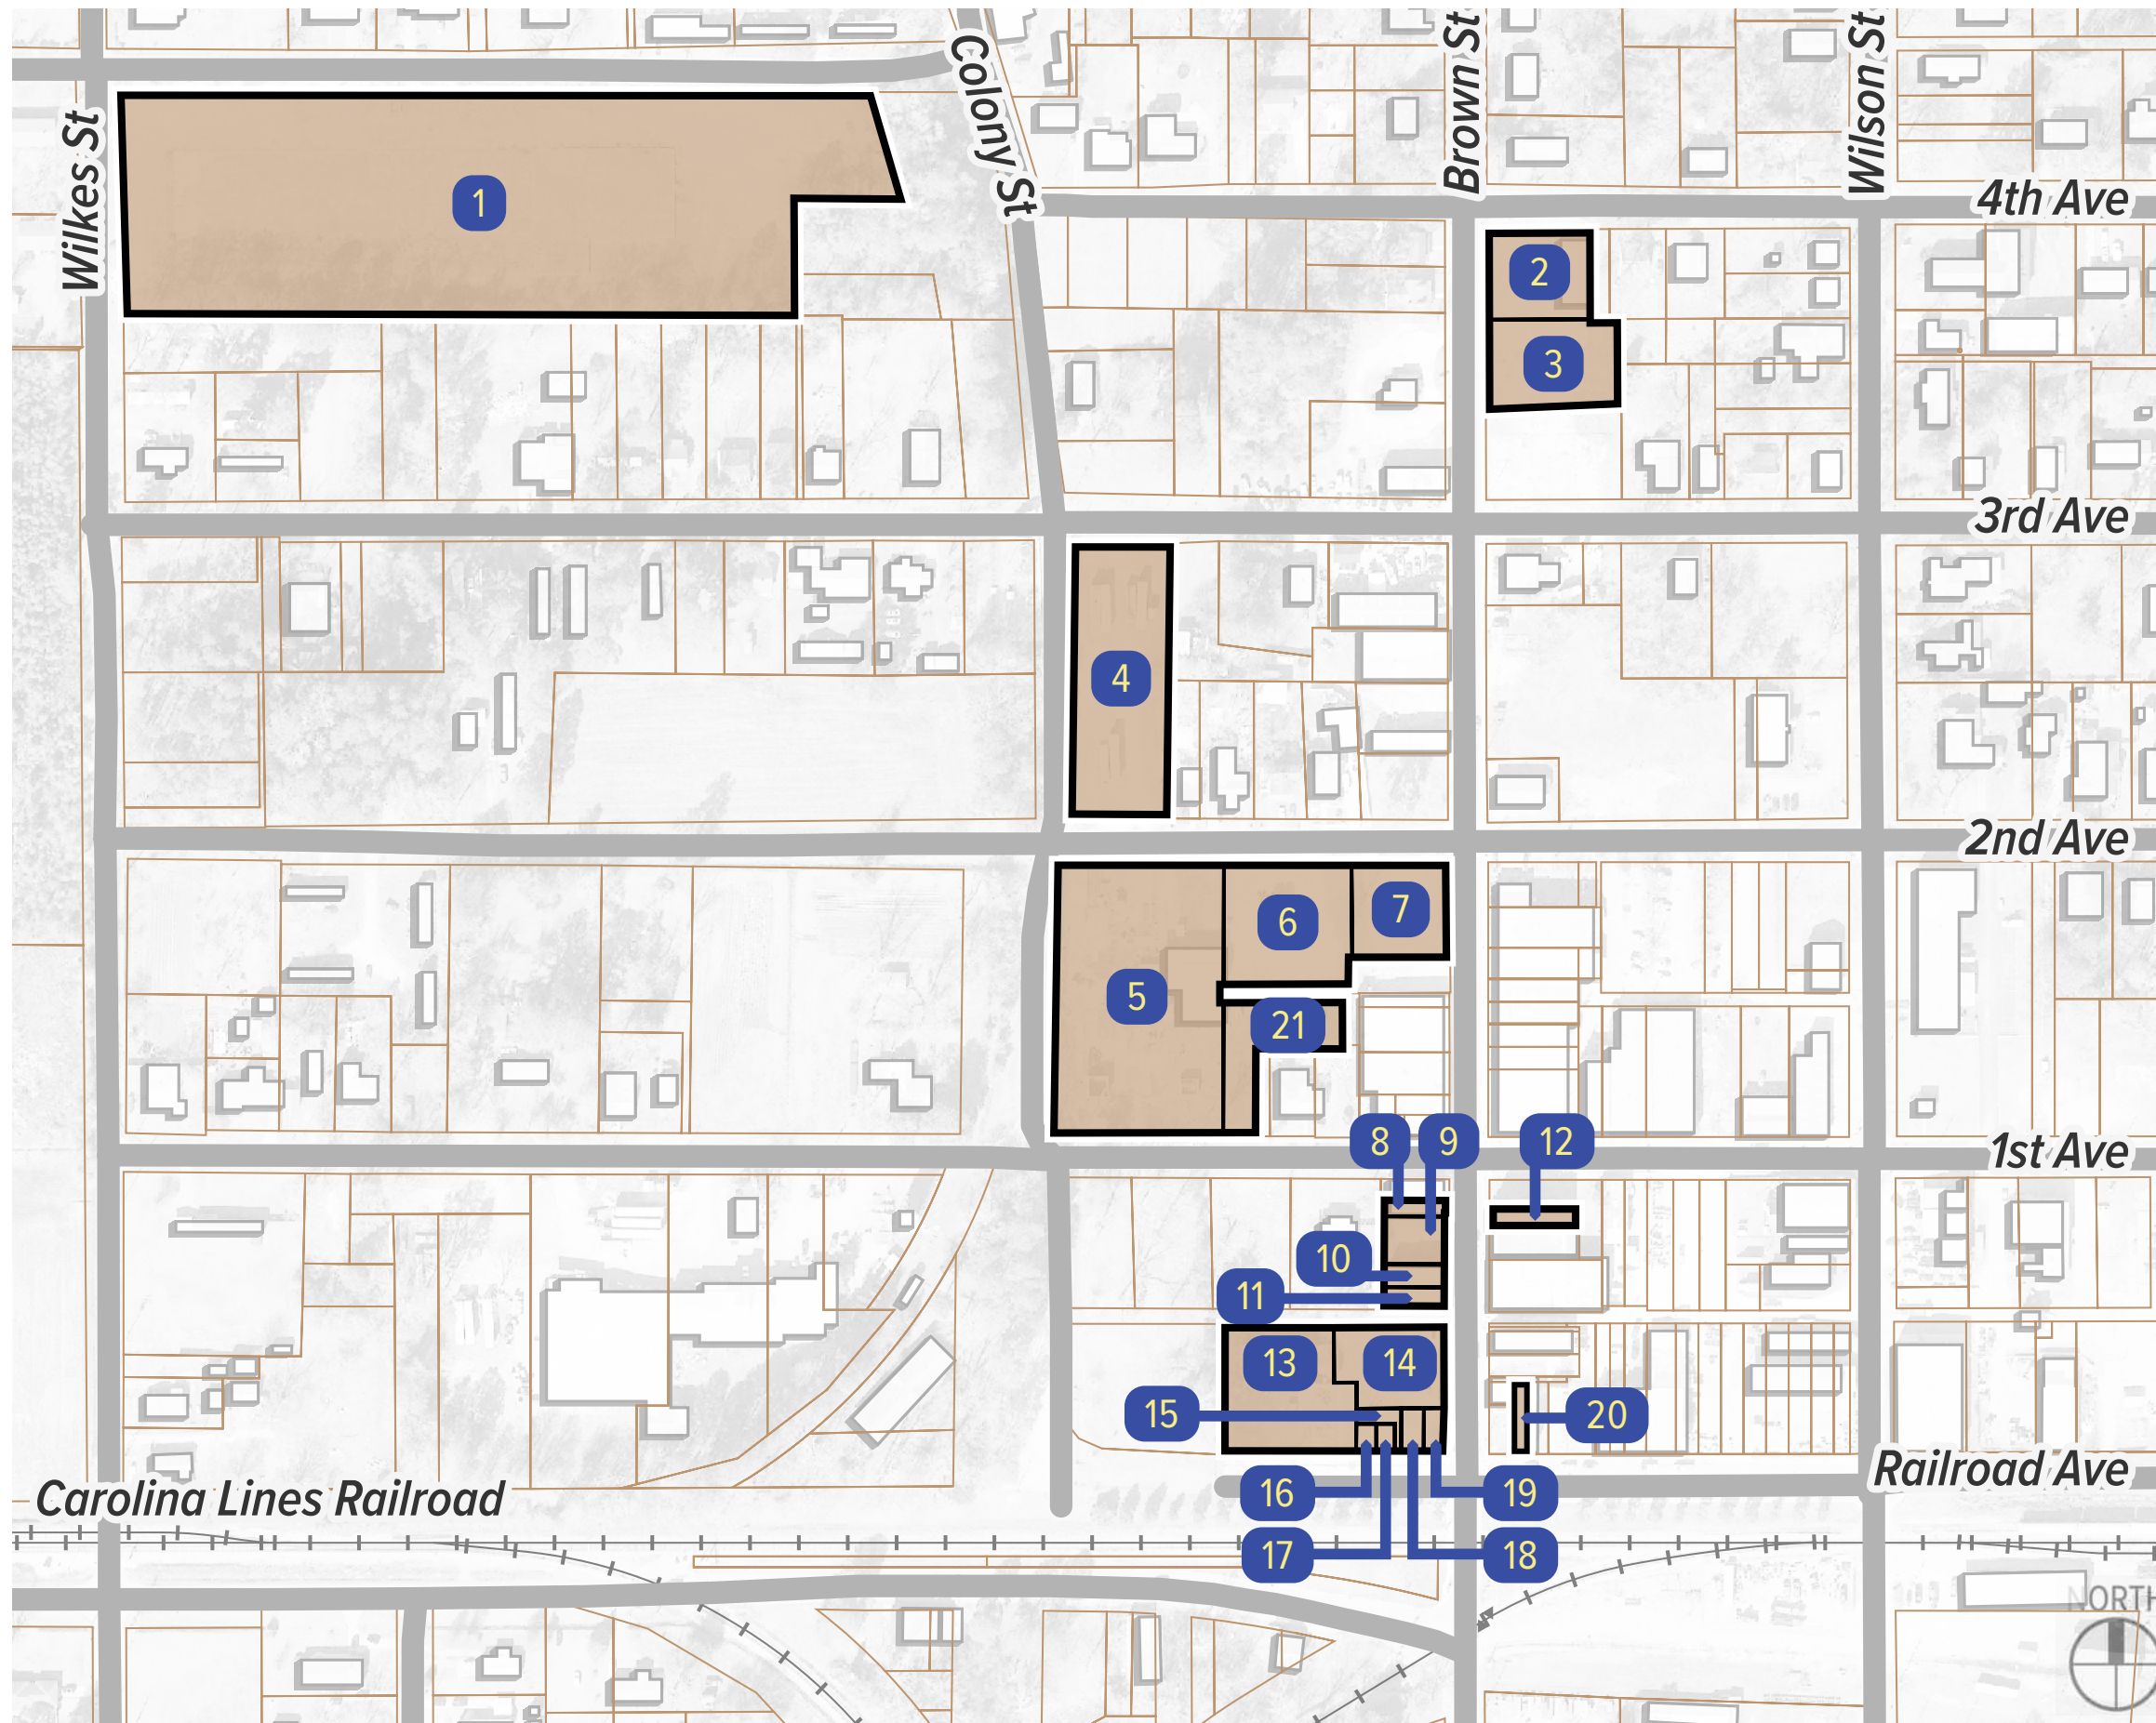 Wilkes St
Colony St
Brown St
Wilson St
4th Ave
1
2
3
3rd Ave
4
2nd Ave
5
6
7
21
8
9
12
1st Ave
10
11
13
14
15
20
Carolina Lines Railroad
Railroad Ave
16
19
17
18
NORTH